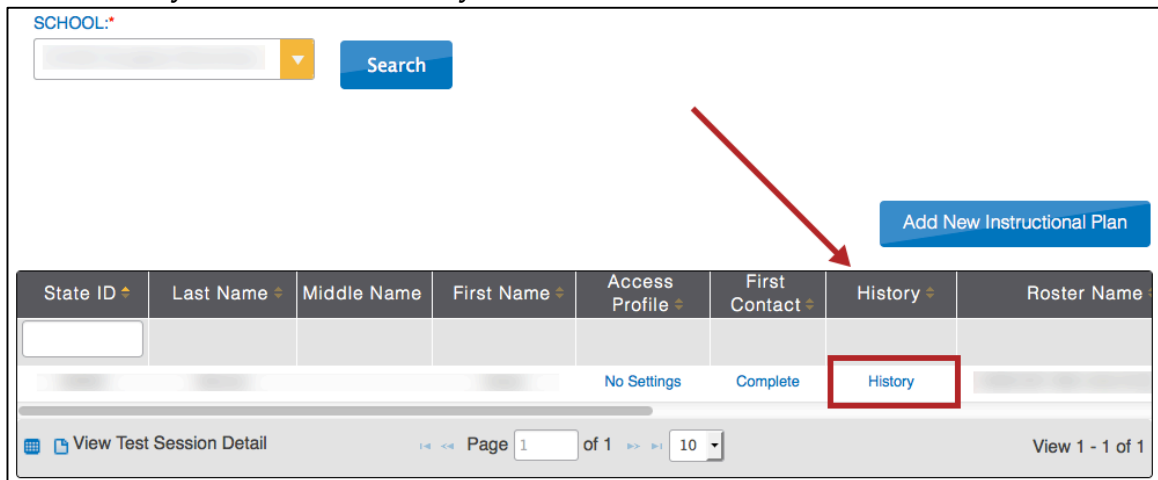 SCHOOL:*
Search
Add New Instructional Plan
State ID Last Name Middle Name First Name Access Profile First Contact History Roster Name
No Settings Complete History
View Test Session Detail Page 1 of 1 10 View 1 - 1 of 1